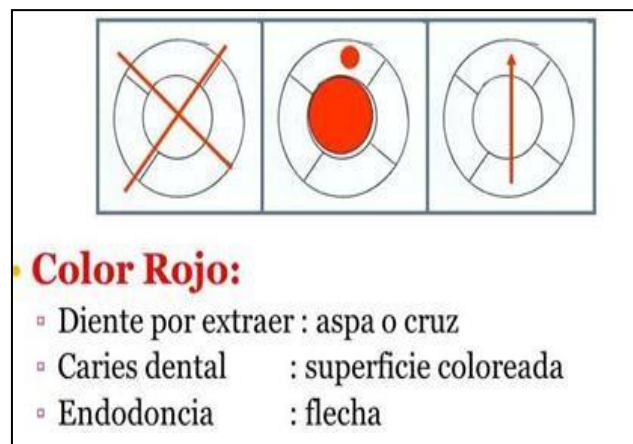 Color Rojo:
Diente por extraer : aspa o cruz
Caries dental : superficie coloreada
Endodoncia : flecha